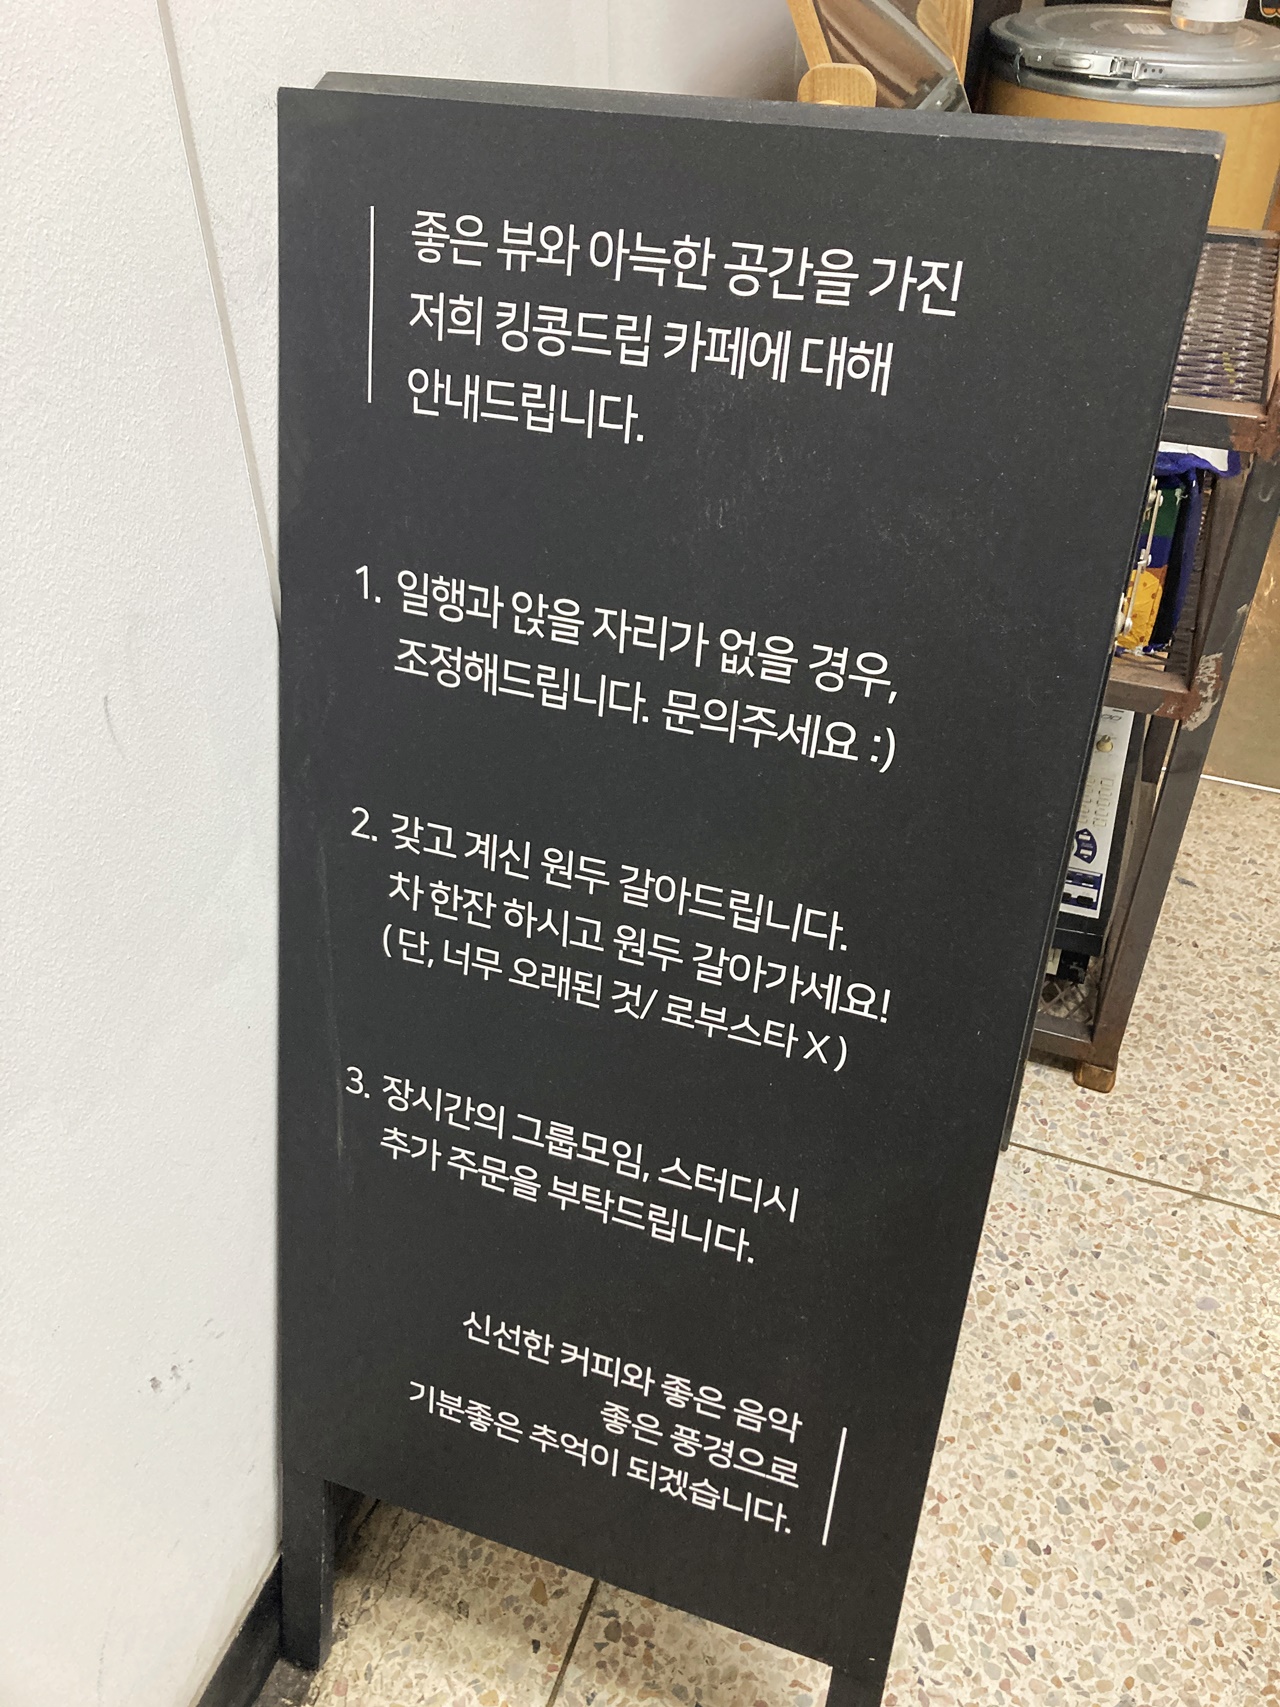 좋은 뷰와 아늑한 공간을 가진
저희 킹콩드립 카페에 대해
안내드립니다.
1. 일행과 앉을 자리가 없을 경우,
조정해드립니다. 문의주세요 :)
2. 갖고 계신 원두 갈아드립니다.
차 한잔 하시고 원두 갈아가세요!
(단, 너무 오래된 것/ 로부스타 X)
3. 장시간의 그룹모임, 스터디시
추가 주문을 부탁드립니다.
신선한 커피와 좋은 음악
좋은 풍경으로
기분좋은 추억이 되겠습니다.